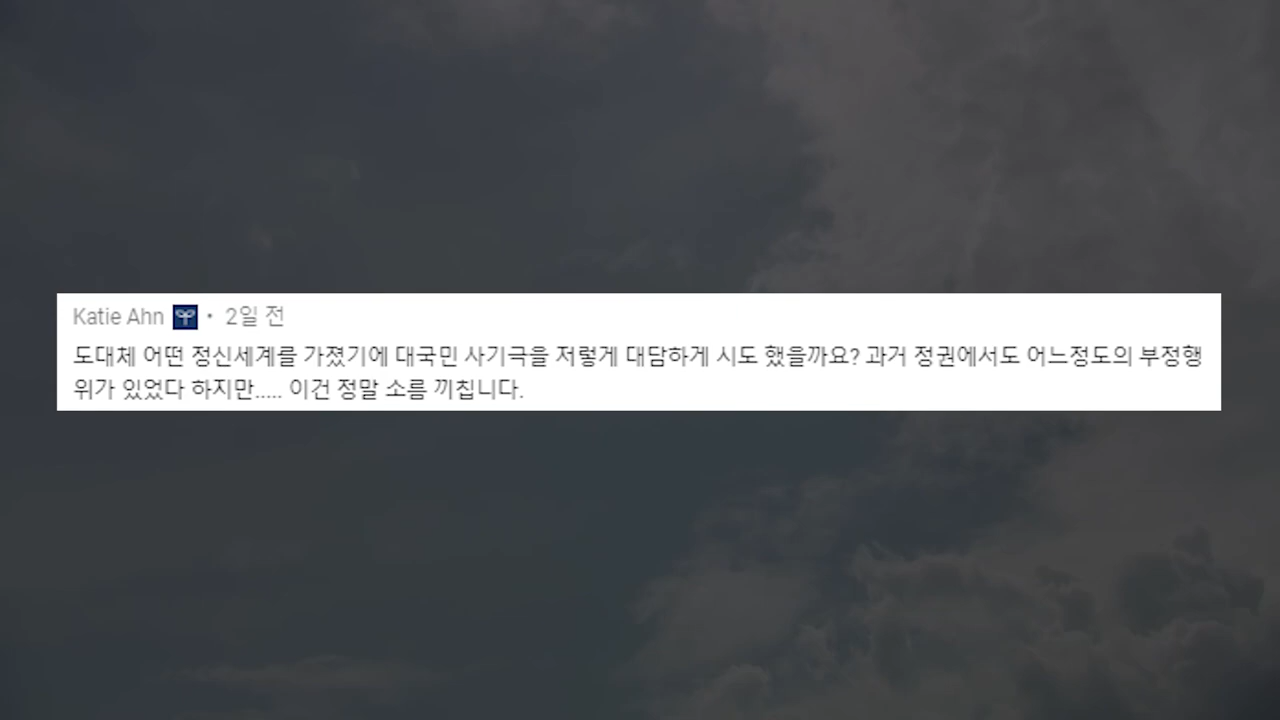 Katie Ahn • 2일 전
도대체 어떤 정신세계를 가졌기에 대국민 사기극을 저렇게 대담하게 시도 했을까요? 과거 정권에서도 어느정도의 부정행
위가 있었다 하지만..... 이건 정말 소름 끼칩니다.